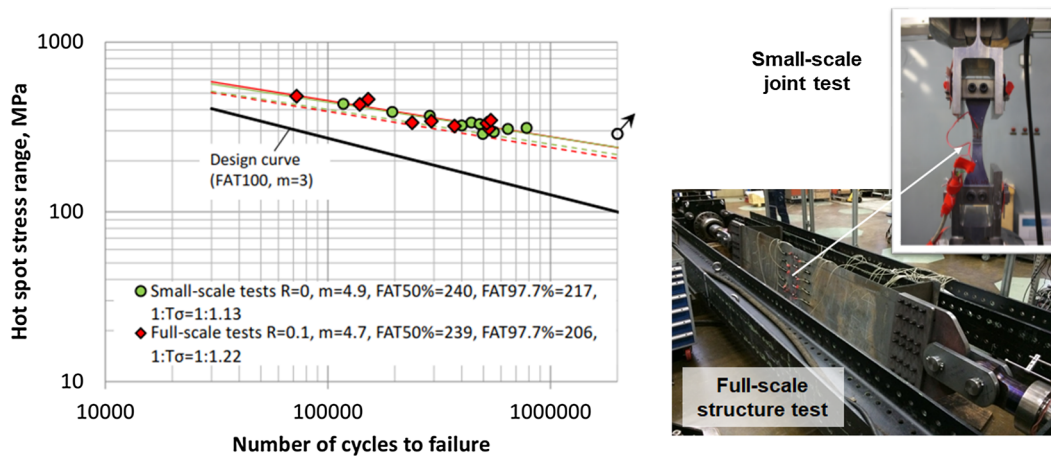 Hot spot stress range, MPa
1000
100
10
10000
100000
1000000
Number of cycles to failure
Design curve
(FAT100, m=3)
Small-scale tests R=0, m=4.9, FAT50%=240, FAT97.7%=217,
1:Tσ=1:1.13
Full-scale tests R=0.1, m=4.7, FAT50%=239, FAT97.7%=206,
1:Tσ=1:1.22
Small-scale
joint test
Full-scale
structure test